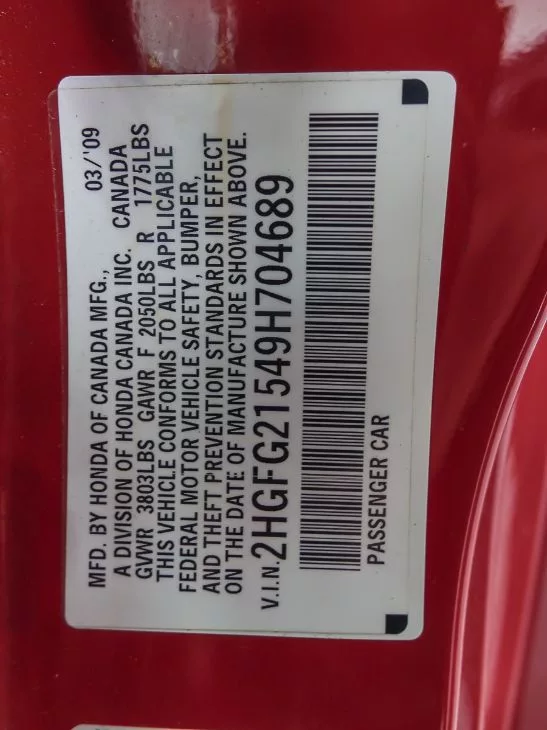 MFD. BY HONDA OF CANADA MFG., 03/'09
A DIVISION OF HONDA CANADA INC. CANADA
GVWR 3803LBS GAWR F 2050LBS R 1775LBS
THIS VEHICLE CONFORMS TO ALL APPLICABLE
FEDERAL MOTOR VEHICLE SAFETY, BUMPER,
AND THEFT PREVENTION STANDARDS IN EFFECT
ON THE DATE OF MANUFACTURE SHOWN ABOVE.
V.I.N. 2HGFG21549H704689
PASSENGER CAR